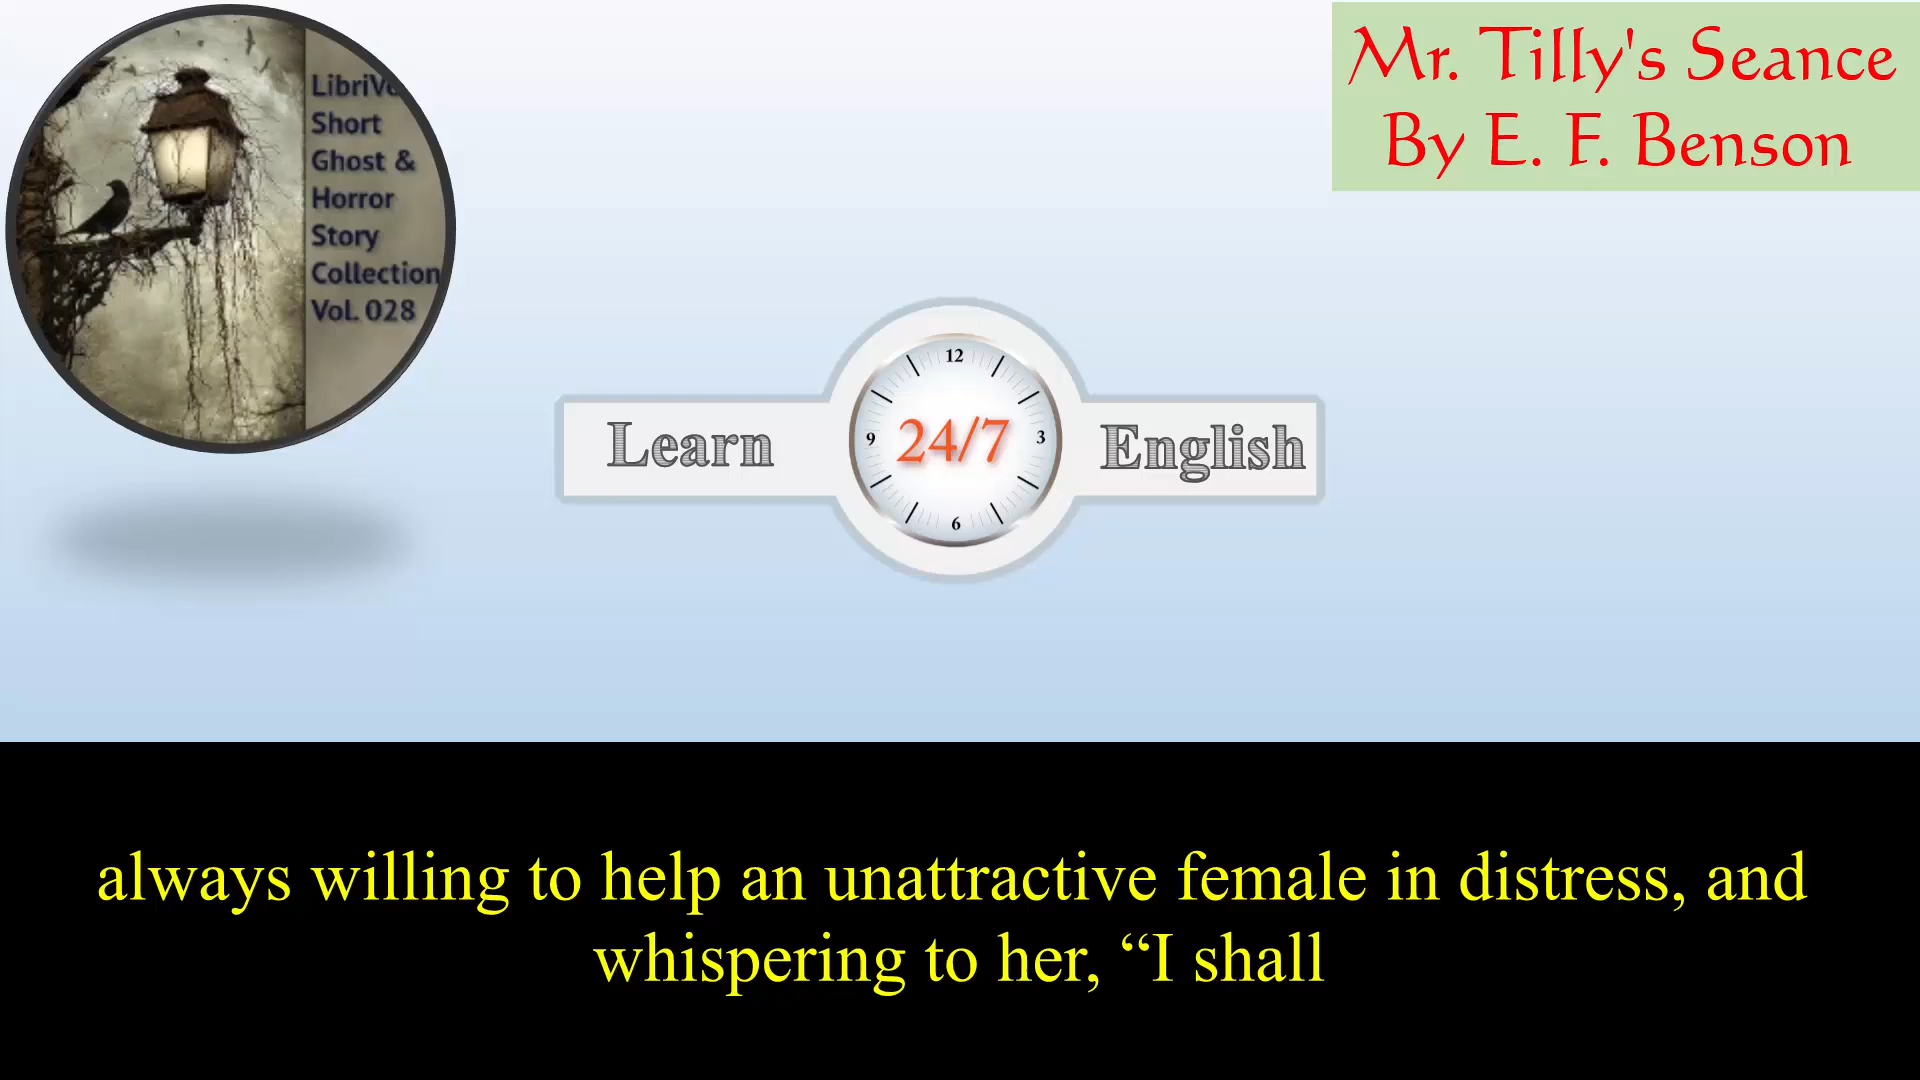 LibriVo
Short
Ghost &
Horror
Story
Collection
Vol. 028
Mr. Tilly's Seance
By E. F. Benson
Learn
24/7
English
12
3
6
9
always willing to help an unattractive female in distress, and
whispering to her, “I shall